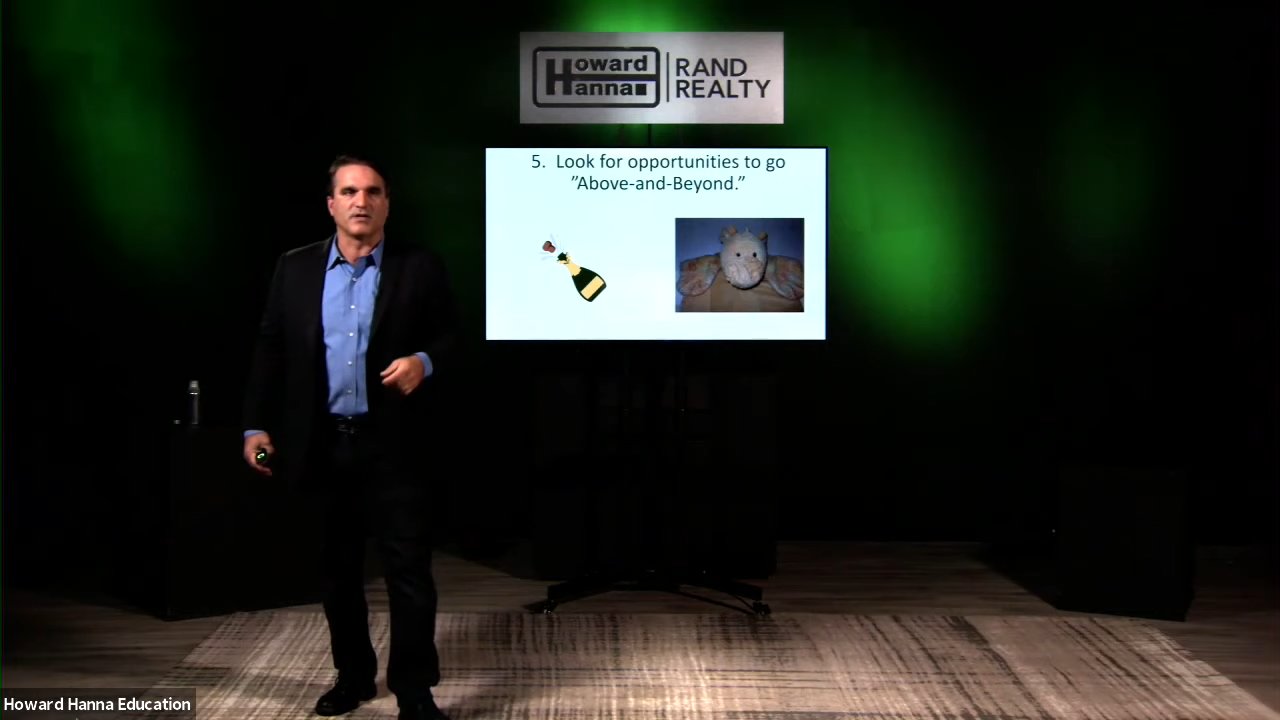 Howard
Hanna
RAND
REALTY
5. Look for opportunities to go
”Above-and-Beyond.”
Howard Hanna Education